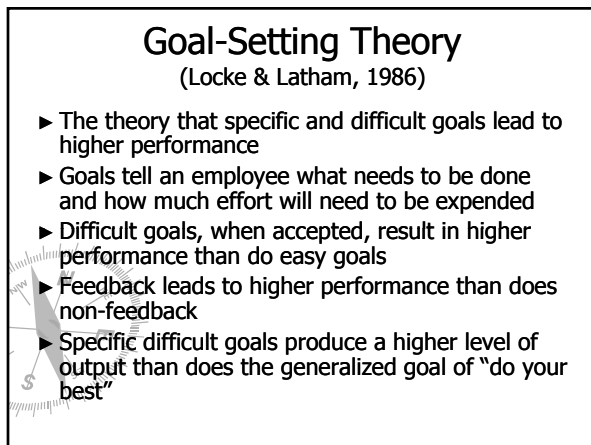 Goal-Setting Theory
(Locke & Latham, 1986)
► The theory that specific and difficult goals lead to
higher performance
► Goals tell an employee what needs to be done
and how much effort will need to be expended
► Difficult goals, when accepted, result in higher
performance than do easy goals
► Feedback leads to higher performance than does
non-feedback
► Specific difficult goals produce a higher level of
output than does the generalized goal of “do your
best”
NW
N
S